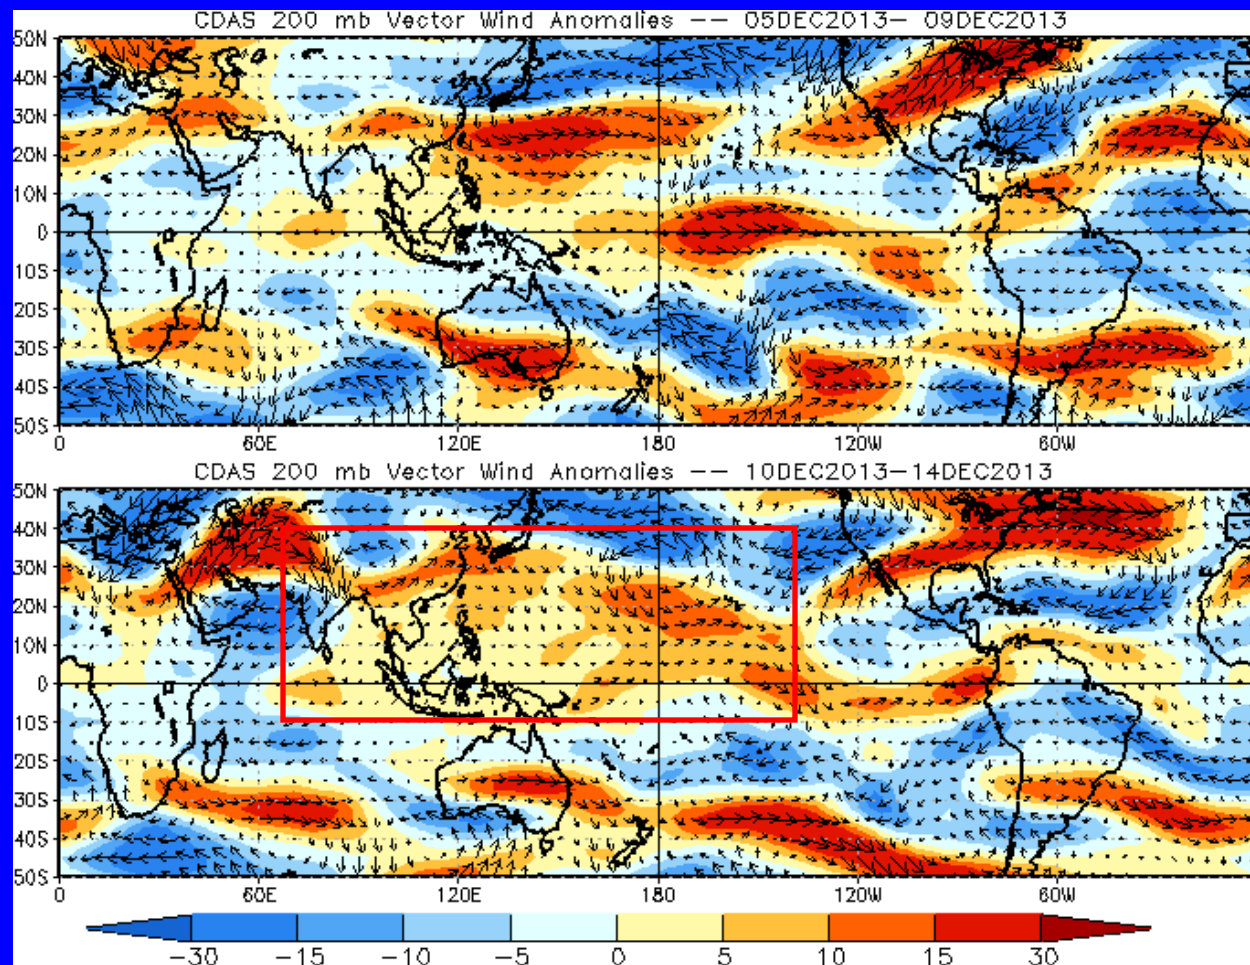 CDAS 200 mb Vector Wind Anomalies -- 05DEC2013- 09DEC2013
50N
40N
30N
20N
10N
0
10S
20S
30S
40S
50S
0 60E 120E 180 120W 60W
CDAS 200 mb Vector Wind Anomalies -- 10DEC2013-14DEC2013
50N
40N
30N
20N
10N
0
10S
20S
30S
40S
50S
0 60E 120E 180 120W 60W
-30 -15 -10 -5 0 5 10 15 30